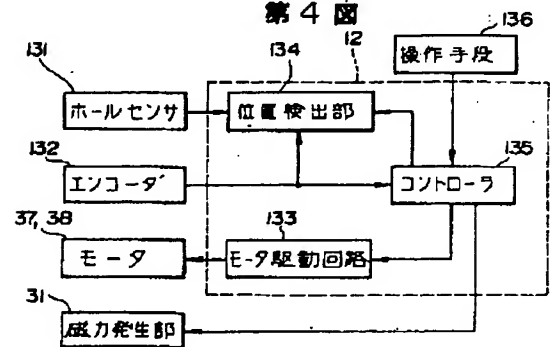 第4図
136
131
134
12
操作手段
ホールセンサ
位置検出部
132
135
エンコーダ
コントローラ
37, 38
133
モータ
モータ駆動回路
31
磁力発生部